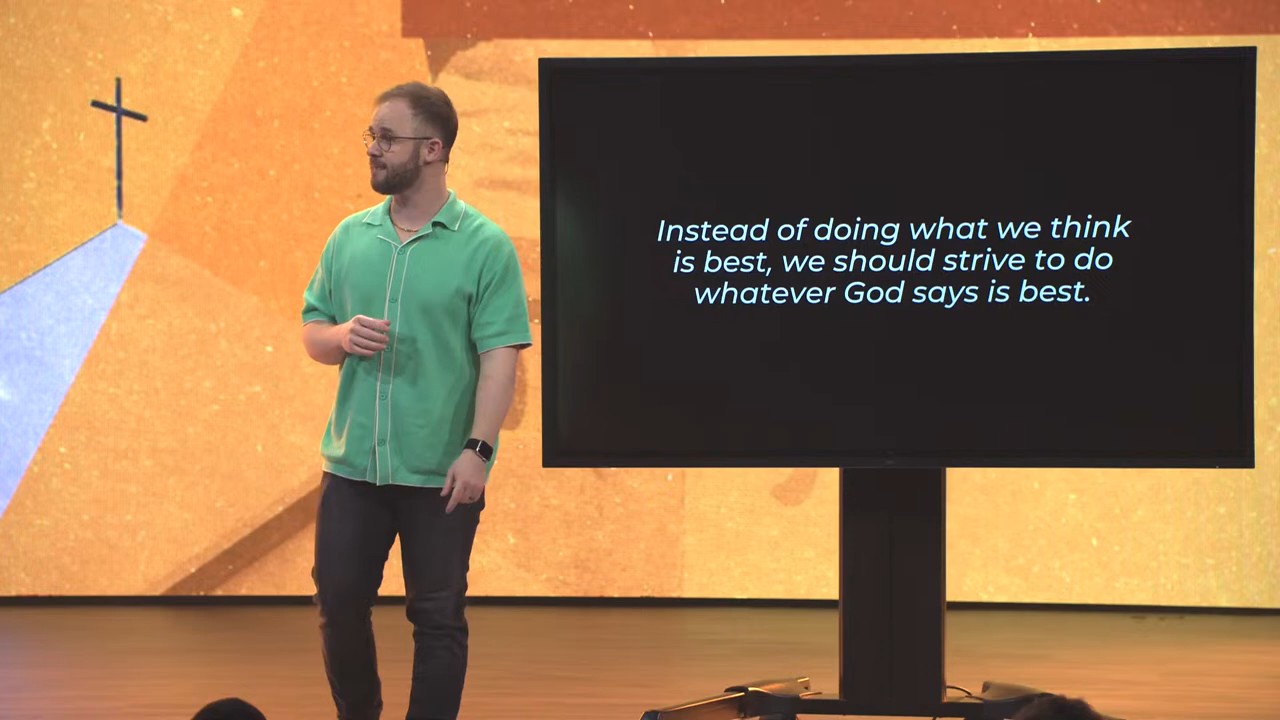 Instead of doing what we think
is best, we should strive to do
whatever God says is best.